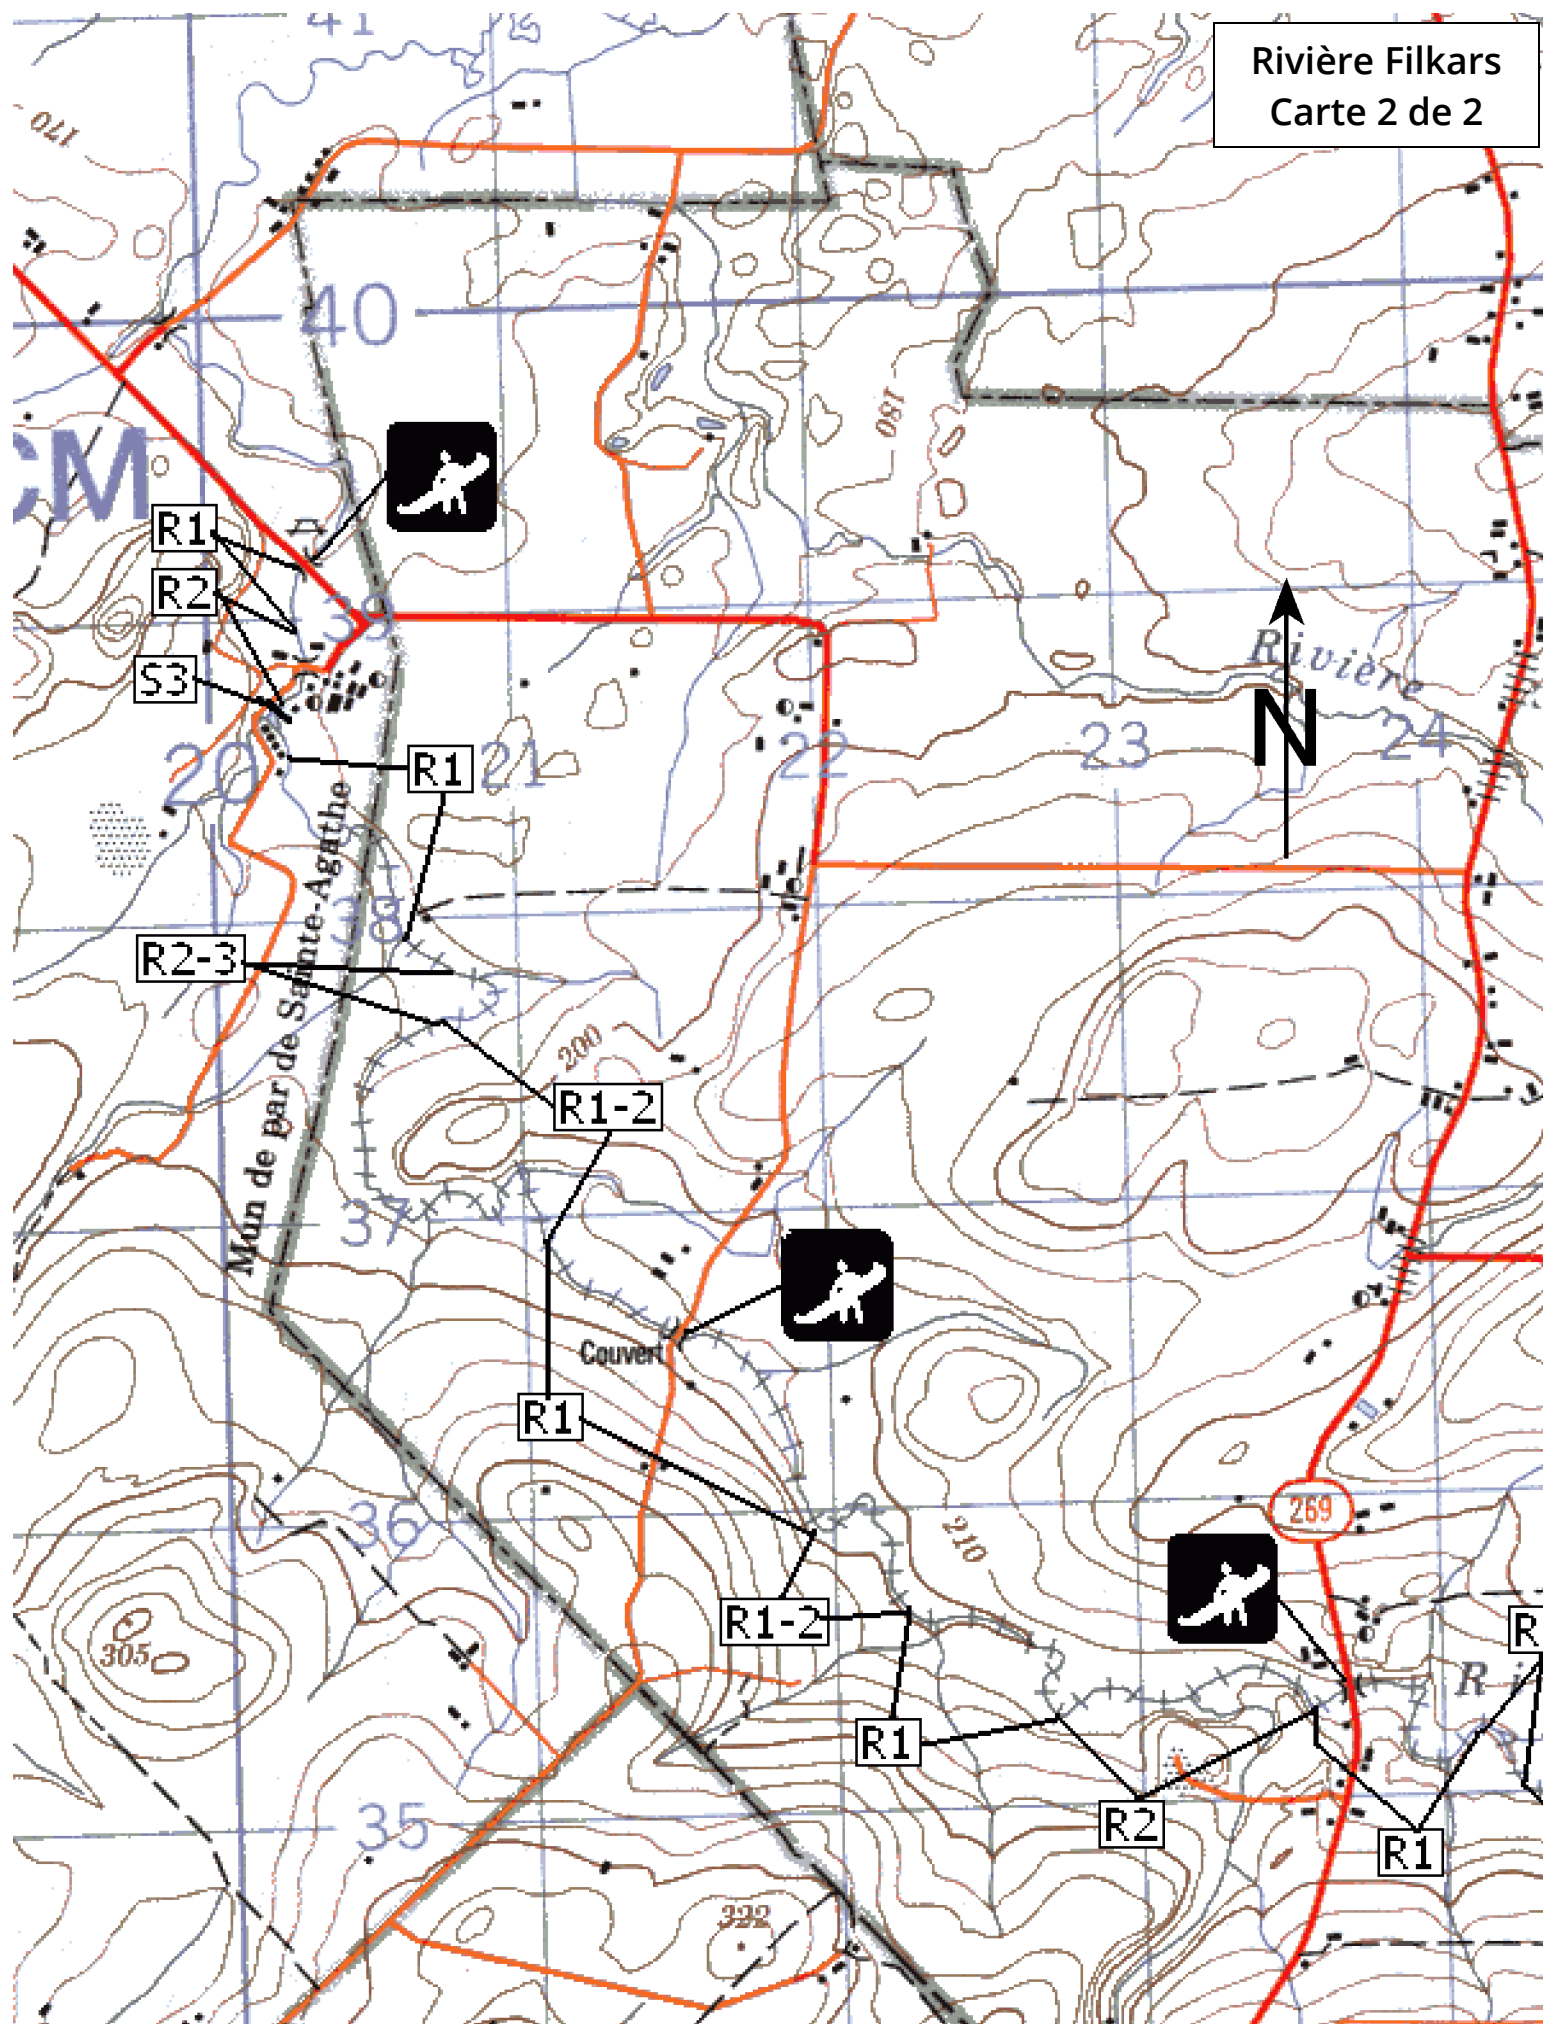 41
Rivière Filkars
Carte 2 de 2
170
40
180
CM
R1
R2
39
Rivière
S3
20
R1
21
22
23
N
24
Mun de par de Sainte-Agathe
38
R2-3
200
R1-2
37
Couvert
R1
269
36
210
R1-2
R
305
R i
R1
R2
35
R1
322